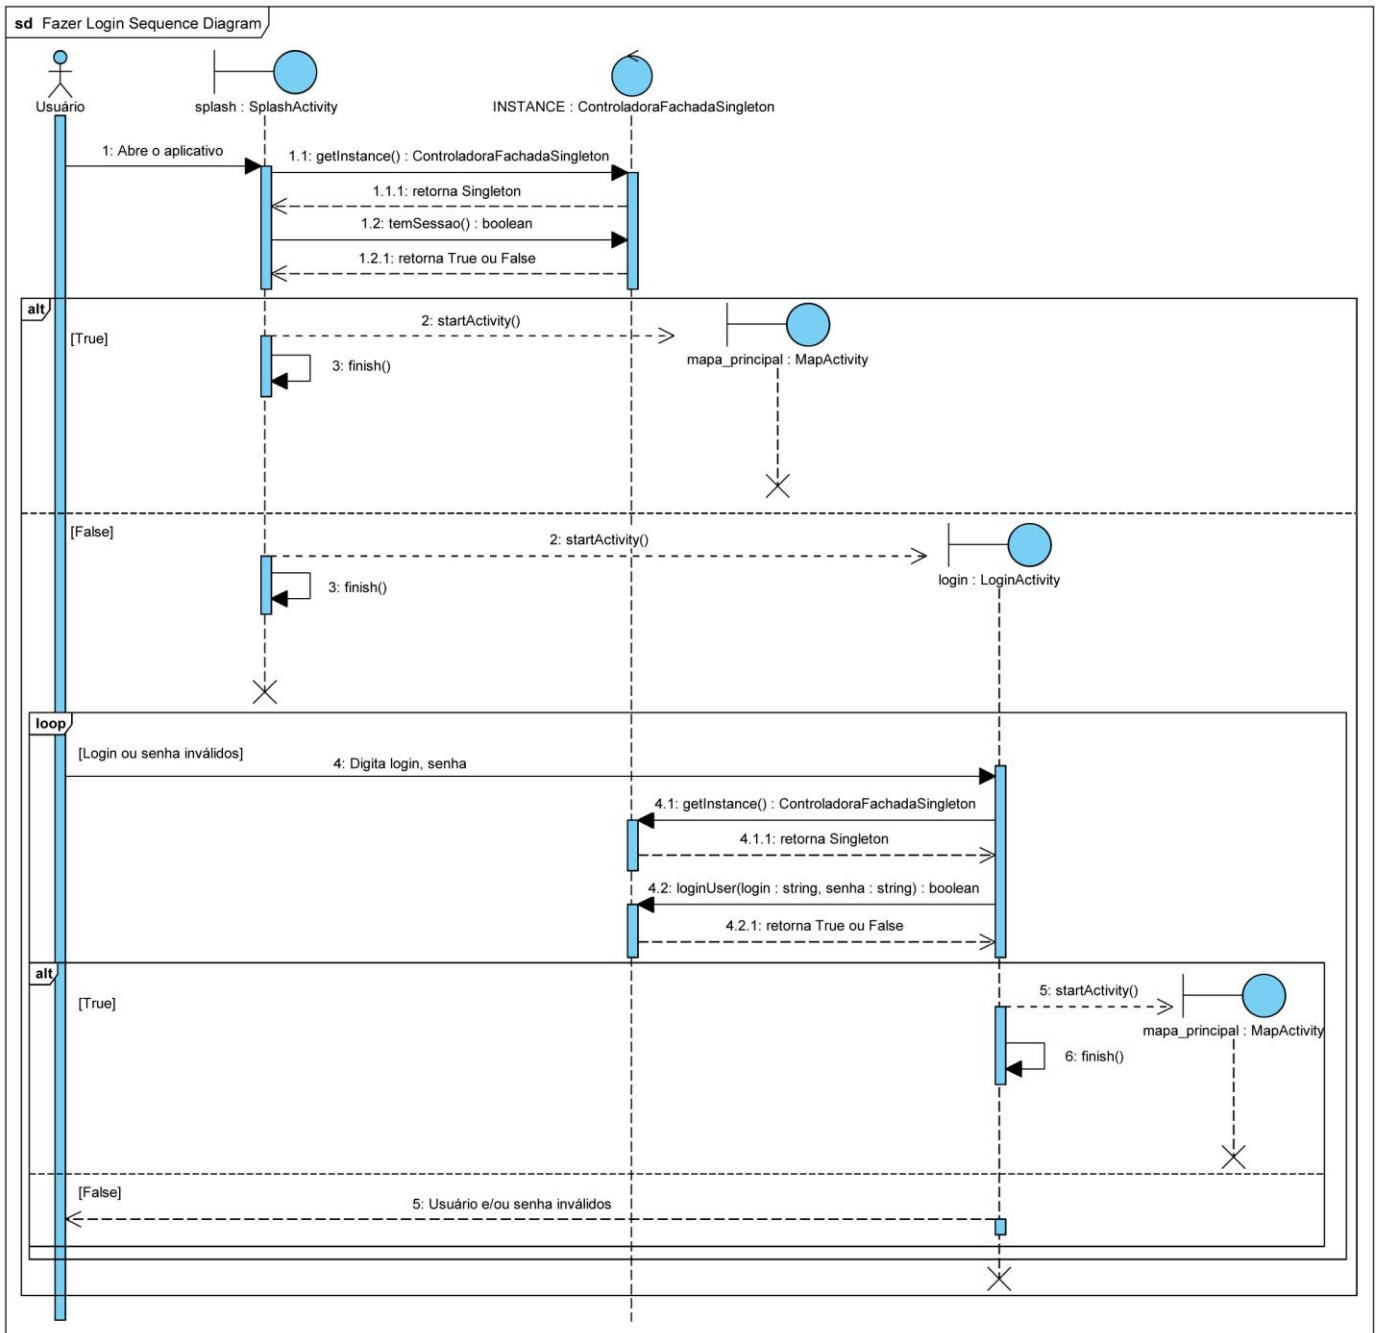 sd Fazer Login Sequence Diagram
Usuário
splash : SplashActivity
INSTANCE : ControladoraFachadaSingleton
1: Abre o aplicativo
1.1: getInstance() : ControladoraFachadaSingleton
1.1.1: retorna Singleton
1.2: temSessao() : boolean
1.2.1: retorna True ou False
alt
[True]
2: startActivity()
mapa_principal : MapActivity
3: finish()
[False]
2: startActivity()
login : LoginActivity
3: finish()
loop
[Login ou senha inválidos]
4: Digita login, senha
4.1: getInstance() : ControladoraFachadaSingleton
4.1.1: retorna Singleton
4.2: loginUser(login : string, senha : string) : boolean
4.2.1: retorna True ou False
alt
[True]
5: startActivity()
mapa_principal : MapActivity
6: finish()
[False]
5: Usuário e/ou senha inválidos